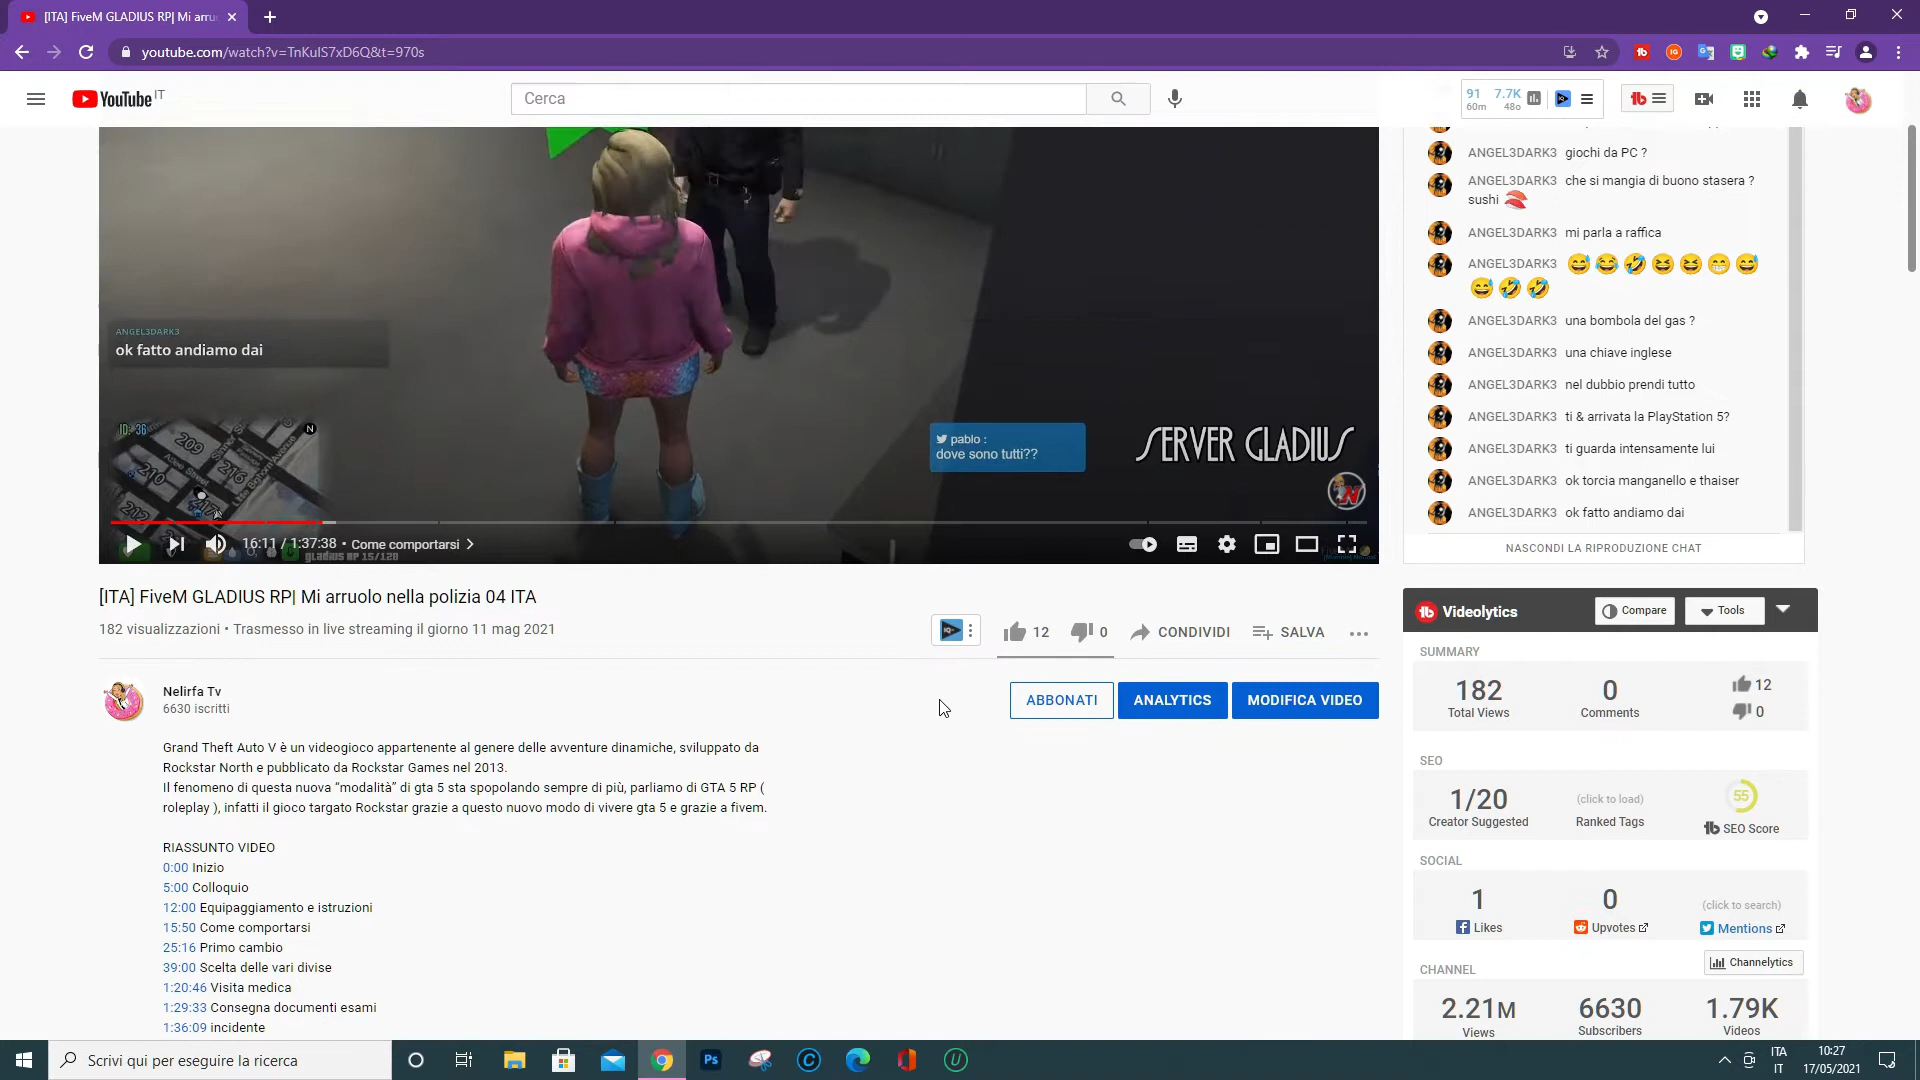 [ITA] FiveM GLADIUS RP| Mi arru
youtube.com/watch?v=TnKuIS7xD6Q&t=970s
YouTube IT
Cerca
91 7.7K
60m 48o
ANGEL3DARK3 giochi da PC ?
ANGEL3DARK3 che si mangia di buono stasera ?
sushi
ANGEL3DARK3 mi parla a raffica
ANGEL3DARK3
ANGEL3DARK3 una bombola del gas ?
ANGEL3DARK3 una chiave inglese
ANGEL3DARK3 nel dubbio prendi tutto
ANGEL3DARK3 ti & arrivata la PlayStation 5?
ANGEL3DARK3 ti guarda intensamente lui
ANGEL3DARK3 ok torcia manganello e thaiser
ANGEL3DARK3 ok fatto andiamo dai
NASCONDI LA RIPRODUZIONE CHAT
ANGEL3DARK3
ok fatto andiamo dai
ID: 36
N
209
216
210
212
pablo :
dove sono tutti??
SERVER GLADIUS
16:11 / 1:37:38 • Come comportarsi
gladius RP 15/128
[ITA] FiveM GLADIUS RP| Mi arruolo nella polizia 04 ITA
182 visualizzazioni • Trasmesso in live streaming il giorno 11 mag 2021
12 0 CONDIVIDI SALVA
Nelirfa Tv
6630 iscritti
ABBONATI ANALYTICS MODIFICA VIDEO
Grand Theft Auto V è un videogioco appartenente al genere delle avventure dinamiche, sviluppato da
Rockstar North e pubblicato da Rockstar Games nel 2013.
Il fenomeno di questa nuova “modalità” di gta 5 sta spopolando sempre di più, parliamo di GTA 5 RP (
roleplay ), infatti il gioco targato Rockstar grazie a questo nuovo modo di vivere gta 5 e grazie a fivem.
RIASSUNTO VIDEO
0:00 Inizio
5:00 Colloquio
12:00 Equipaggiamento e istruzioni
15:50 Come comportarsi
25:16 Primo cambio
39:00 Scelta delle vari divise
1:20:46 Visita medica
1:29:33 Consegna documenti esami
1:36:09 incidente
Videolytics Compare Tools
SUMMARY
182 0 12
Total Views Comments 0
SEO
1/20 (click to load) 55
Creator Suggested Ranked Tags SEO Score
SOCIAL
1 0 (click to search)
Likes Upvotes Mentions
CHANNEL Channelytics
2.21M 6630 1.79K
Views Subscribers Videos
Scrivi qui per eseguire la ricerca
Ps
ITA
IT
10:27
17/05/2021